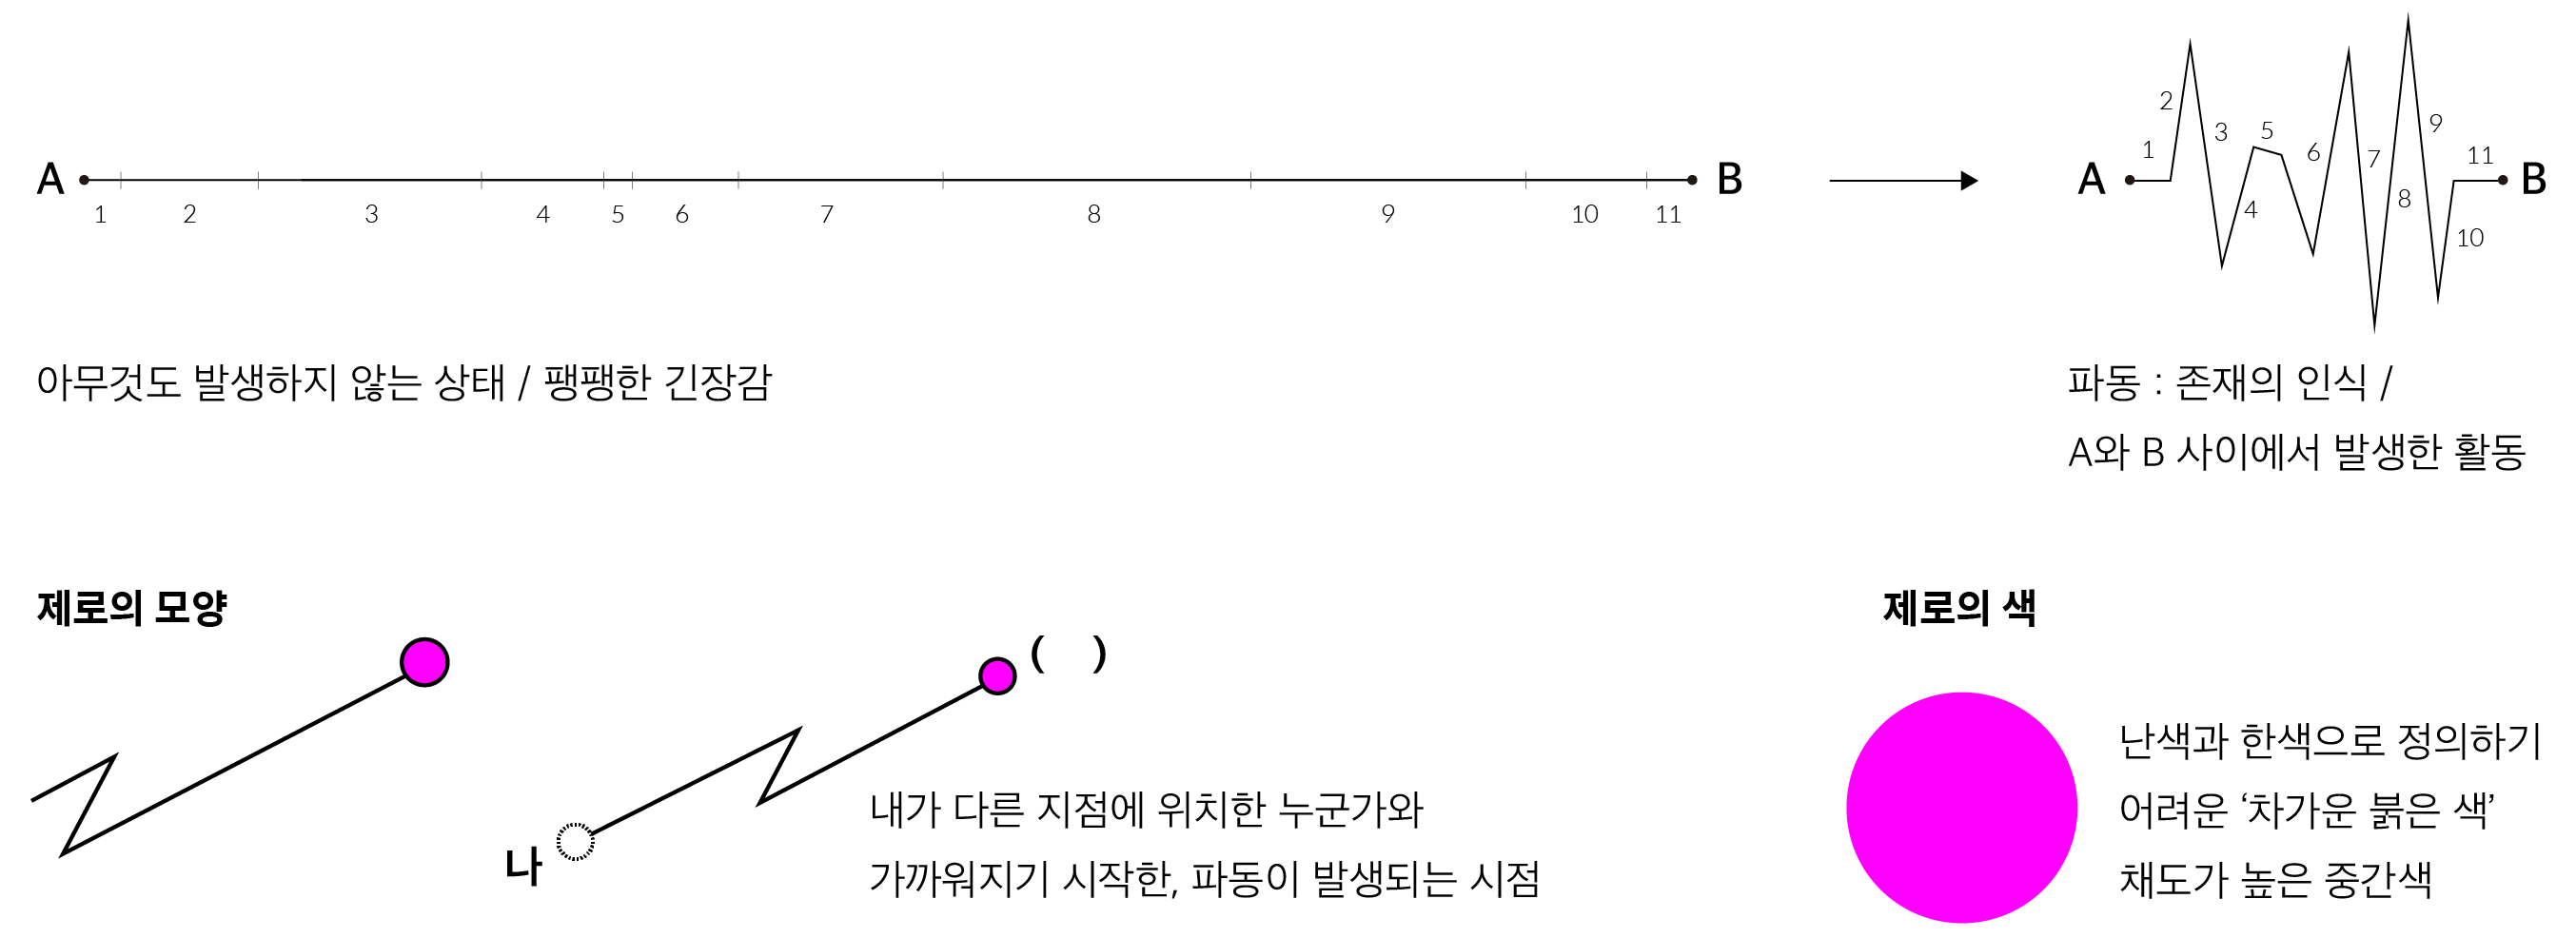 A 1 2 3 4 5 6 7 8 9 10 11 B
A 1 2 3 4 5 6 7 8 9 10 11 B
아무것도 발생하지 않는 상태 / 팽팽한 긴장감
파동 : 존재의 인식 /
A와 B 사이에서 발생한 활동
제로의 모양
( )
나
내가 다른 지점에 위치한 누군가와
가까워지기 시작한, 파동이 발생되는 시점
제로의 색
난색과 한색으로 정의하기
어려운 ‘차가운 붉은 색’
채도가 높은 중간색